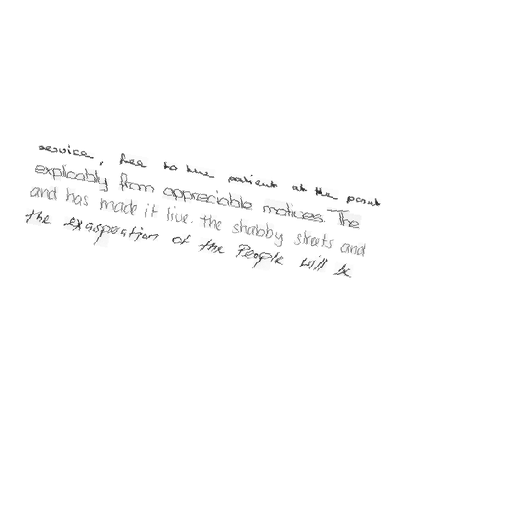 service, free to the patient at the point
explicably from appreciable motives. The
and has made it live. the shabby streets and
the exasperation of the People will be